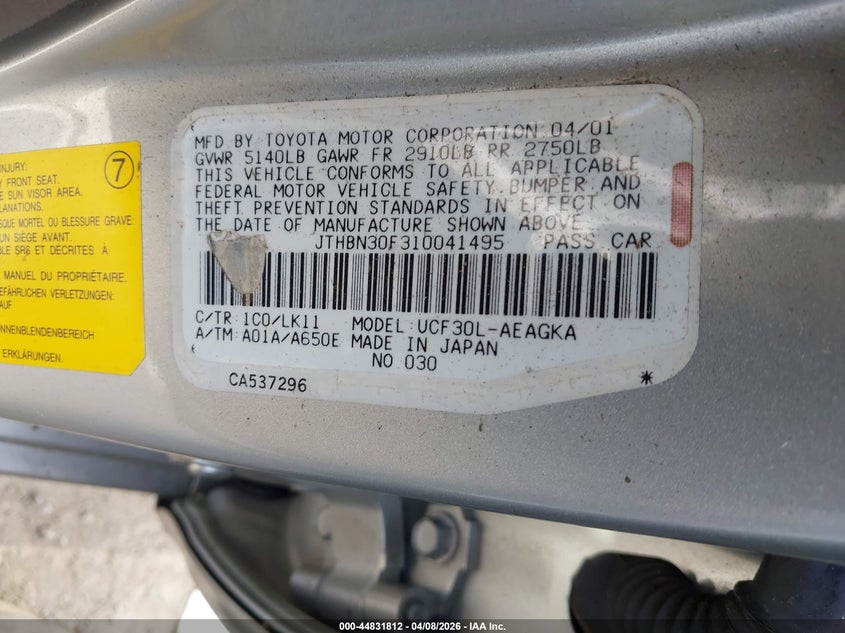 INJURY:
FRONT SEAT.
SUN VISOR AREA.
MORTEL OU BLESSURE GRAVE:
UN SIÈGE AVANT.
SRS ET DÉCRITES À
MANUEL DU PROPRIÉTAIRE.
VERLETZUNGEN:
ERKLÄRUNGEN.
7
MFD BY TOYOTA MOTOR CORPORATION 04/01
GVWR 5140LB GAWR FR 2910LB RR 2750LB
THIS VEHICLE CONFORMS TO ALL APPLICABLE
FEDERAL MOTOR VEHICLE SAFETY, BUMPER AND
THEFT PREVENTION STANDARDS IN EFFECT ON
THE DATE OF MANUFACTURE SHOWN ABOVE.
JTHBN30F310041495 PASS CAR
C/TR: 1C0/LK11 MODEL: UCF30L-AEAGKA
A/TM: A01A/A650E MADE IN JAPAN
NO 030
CA537296 *
000-44831812 - 04/08/2026 - IAA Inc.